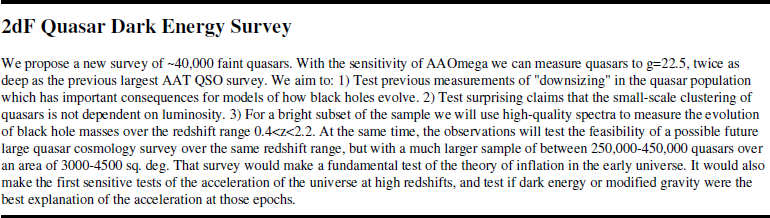 2dF Quasar Dark Energy Survey
We propose a new survey of ~40,000 faint quasars. With the sensitivity of AAOmega we can measure quasars to g=22.5, twice as
deep as the previous largest AAT QSO survey. We aim to: 1) Test previous measurements of "downsizing" in the quasar population
which has important consequences for models of how black holes evolve. 2) Test surprising claims that the small-scale clustering of
quasars is not dependent on luminosity. 3) For a bright subset of the sample we will use high-quality spectra to measure the evolution
of black hole masses over the redshift range 0.4<z<2.2. At the same time, the observations will test the feasibility of a possible future
large quasar cosmology survey over the same redshift range, but with a much larger sample of between 250,000-450,000 quasars over
an area of 3000-4500 sq. deg. That survey would make a fundamental test of the theory of inflation in the early universe. It would also
make the first sensitive tests of the acceleration of the universe at high redshifts, and test if dark energy or modified gravity were the
best explanation of the acceleration at those epochs.